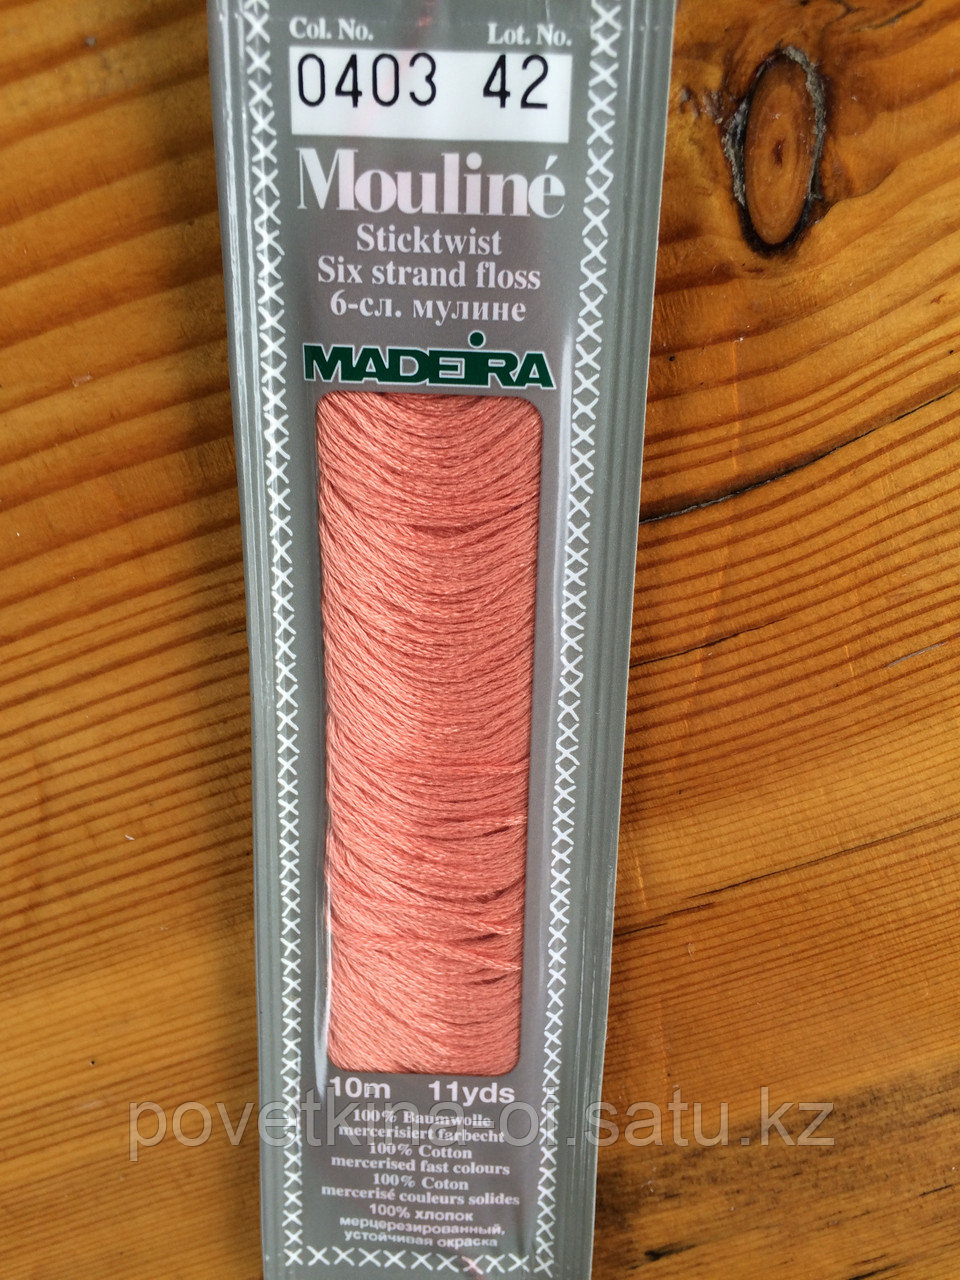 Col. No. Lot. No.
0403 42
Mouliné
Sticktwist
Six strand floss
6-сл. мулине
MADEIRA
10m 11yds
povetkina-oi.satu.kz
100% Baumwolle
mercerisiert farbecht
100% Cotton
mercerised fast colours
100% Coton
mercerisé couleurs solides
100% хлопок
мерцеризированный,
устойчивая окраска